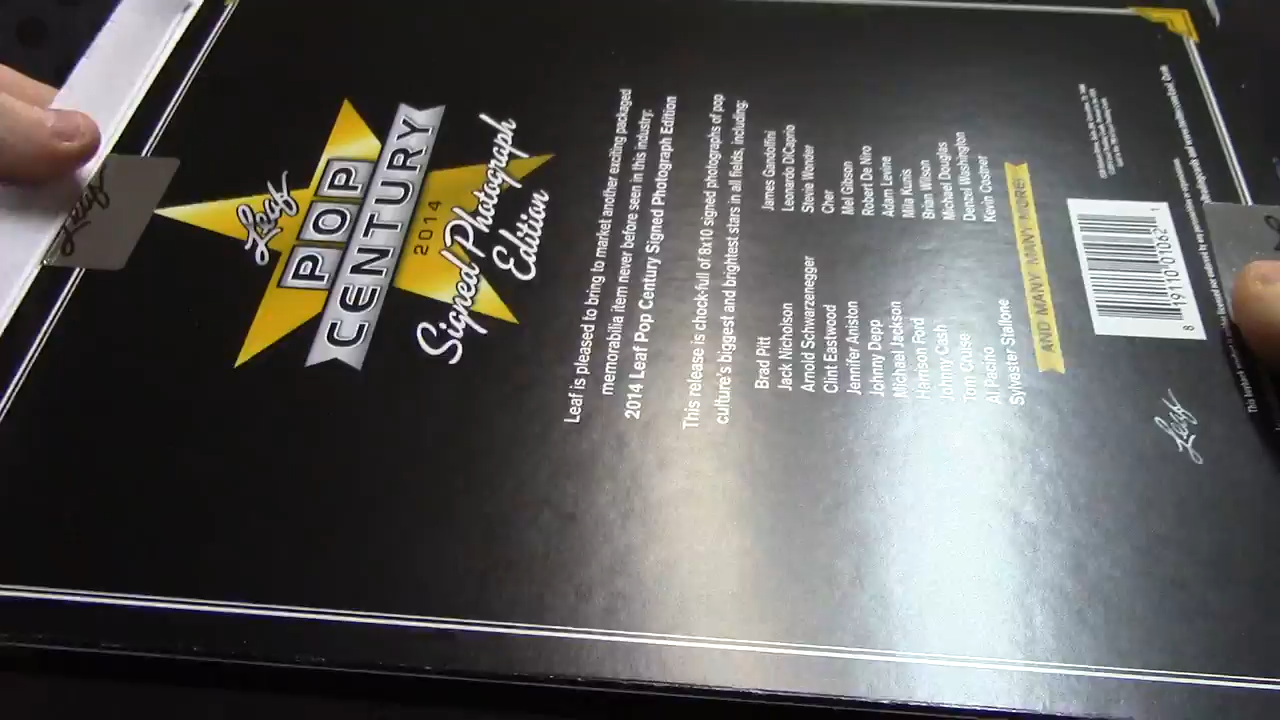 Leaf
POP
CENTURY
2014
Signed Photograph
Edition
Leaf is pleased to bring to market another exciting packaged
memorabilia item never before seen in this industry:
2014 Leaf Pop Century Signed Photograph Edition
This release is chock-full of 8x10 signed photographs of pop
culture's biggest and brightest stars in all fields, including:
Brad Pitt
Jack Nicholson
Arnold Schwarzenegger
Clint Eastwood
Jennifer Aniston
Johnny Depp
Michael Jackson
Harrison Ford
Johnny Cash
Tom Cruise
Al Pacino
Sylvester Stallone
James Gandolfini
Leonardo DiCaprio
Stevie Wonder
Cher
Mel Gibson
Robert De Niro
Adam Levine
Mila Kunis
Brian Wilson
Michael Douglas
Denzel Washington
Kevin Costner
AND MANY MANY MORE!
8 19110 01062 1
Leaf
Leaf